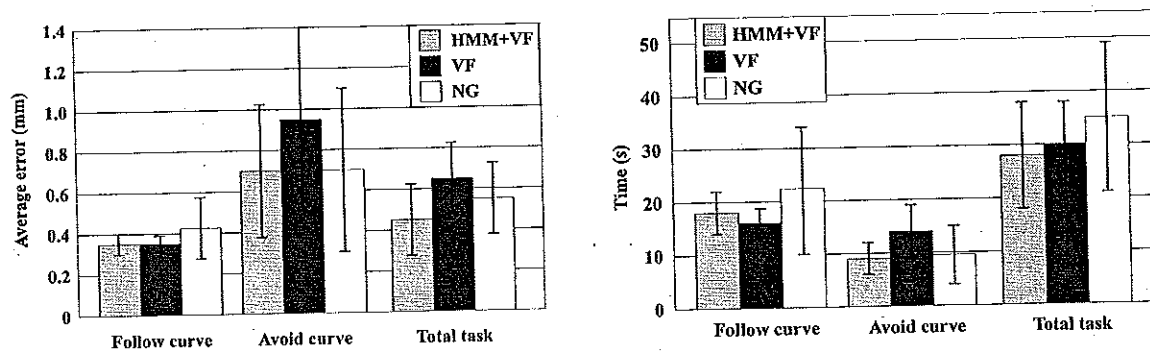 Average error (mm)
1.4
1.2
1.0
0.8
0.6
0.4
0.2
0
HMM+VF
VF
NG
Follow curve Avoid curve Total task
Time (s)
50
40
30
20
10
0
HMM+VF
VF
NG
Follow curve Avoid curve Total task